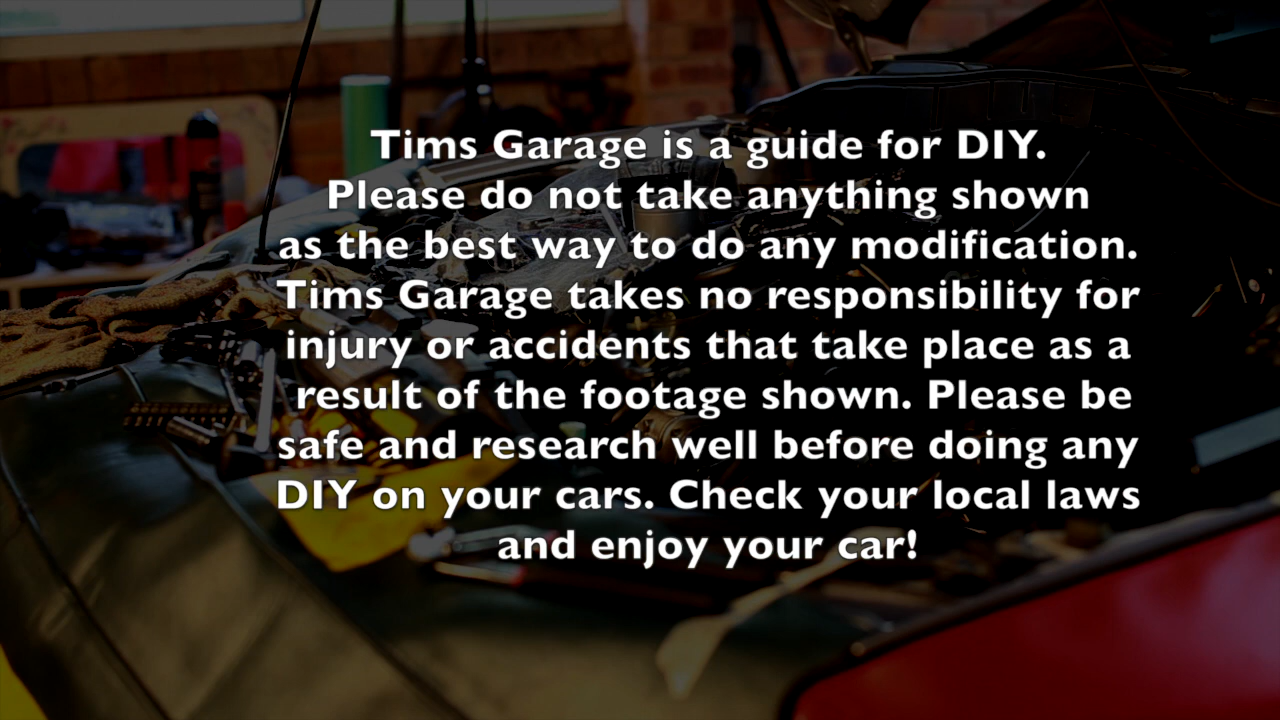 Tims Garage is a guide for DIY.
Please do not take anything shown
as the best way to do any modification.
Tims Garage takes no responsibility for
injury or accidents that take place as a
result of the footage shown. Please be
safe and research well before doing any
DIY on your cars. Check your local laws
and enjoy your car!